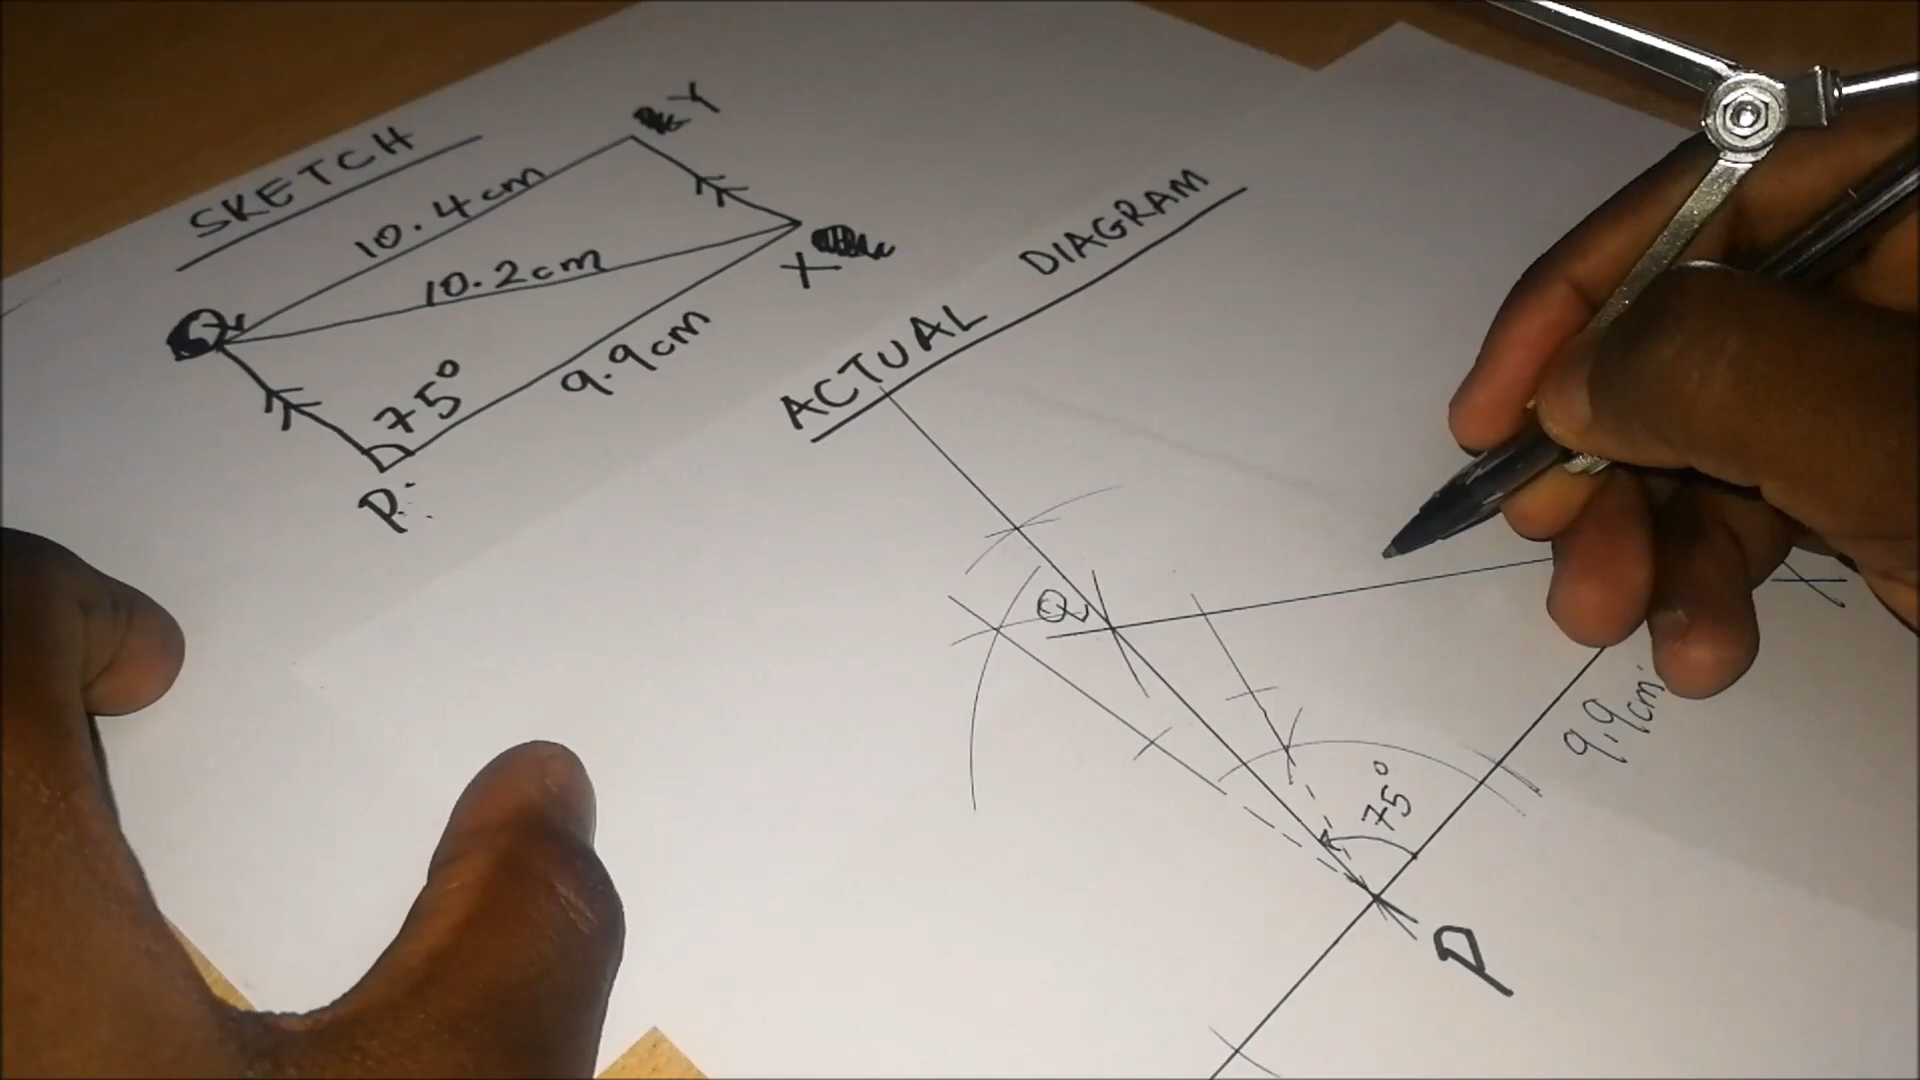 SKETCH
Y
10.4cm
10.2cm
X
Q
9.9cm
75°
P
ACTUAL DIAGRAM
Q
75°
9.9cm
P